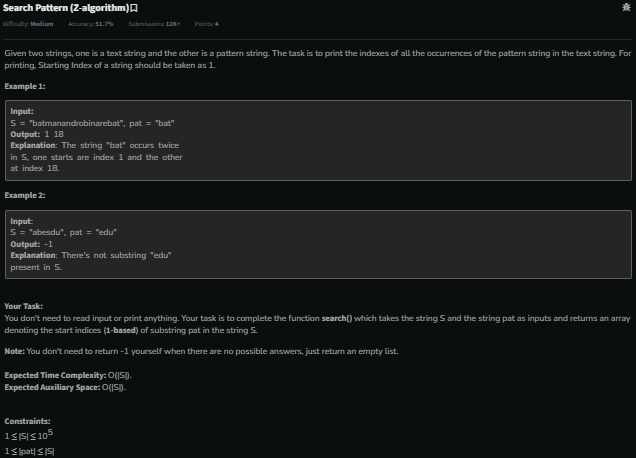 Search Pattern (Z-algorithm)
Difficulty: Medium Accuracy: 51.7% Submissions: 12K+ Points: 4
Given two strings, one is a text string and the other is a pattern string. The task is to print the indexes of all the occurrences of the pattern string in the text string. For
printing, Starting Index of a string should be taken as 1.
Example 1:
Input:
S = "batmanandrobinarebat", pat = "bat"
Output: 1 18
Explanation: The string "bat" occurs twice
in S, one starts are index 1 and the other
at index 18.
Example 2:
Input:
S = "abesdu", pat = "edu"
Output: -1
Explanation: There's not substring "edu"
present in S.
Your Task:
You don't need to read input or print anything. Your task is to complete the function search() which takes the string S and the string pat as inputs and returns an array
denoting the start indices (1-based) of substring pat in the string S.
Note: You don't need to return -1 yourself when there are no possible answers, just return an empty list.
Expected Time Complexity: O(|S|).
Expected Auxiliary Space: O(|S|).
Constraints:
1 ≤ |S| ≤ 10^5
1 ≤ |pat| ≤ |S|